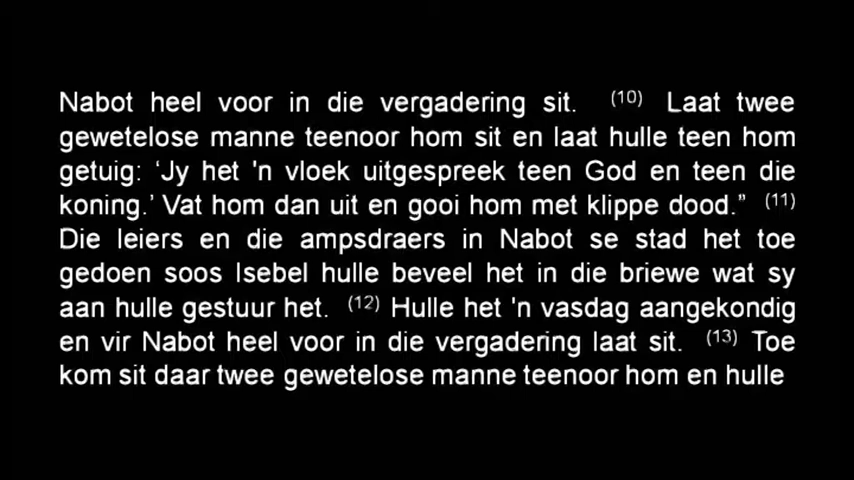 Nabot heel voor in die vergadering sit. (10) Laat twee
gewetelose manne teenoor hom sit en laat hulle teen hom
getuig: ‘Jy het 'n vloek uitgespreek teen God en teen die
koning.’ Vat hom dan uit en gooi hom met klippe dood.” (11)
Die leiers en die ampsdraers in Nabot se stad het toe
gedoen soos Isebel hulle beveel het in die briewe wat sy
aan hulle gestuur het. (12) Hulle het 'n vasdag aangekondig
en vir Nabot heel voor in die vergadering laat sit. (13) Toe
kom sit daar twee gewetelose manne teenoor hom en hulle